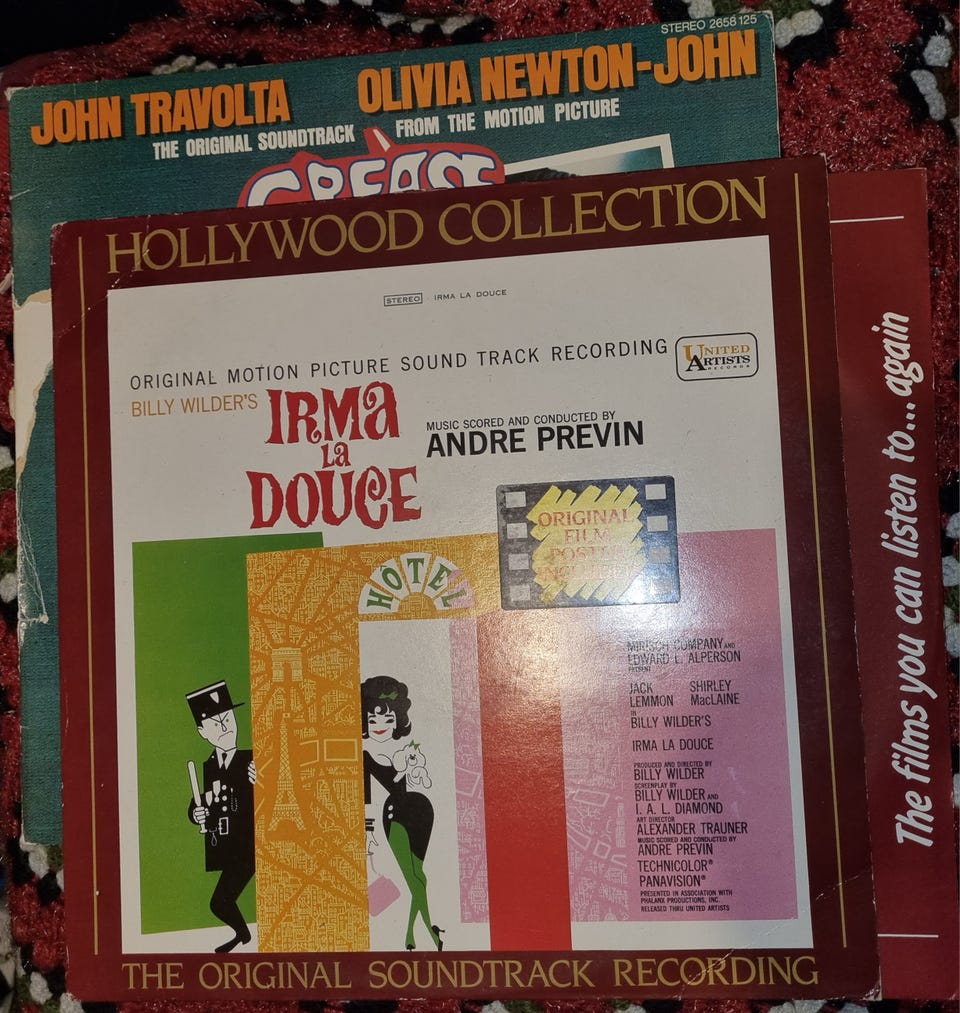 STEREO 2658 125
JOHN TRAVOLTA OLIVIA NEWTON-JOHN
THE ORIGINAL SOUNDTRACK FROM THE MOTION PICTURE
GREASE
HOLLYWOOD COLLECTION
STEREO · IRMA LA DOUCE
ORIGINAL MOTION PICTURE SOUND TRACK RECORDING
UNITED
ARTISTS
RECORDS
BILLY WILDER'S
IRMA
LA
DOUCE
MUSIC SCORED AND CONDUCTED BY
ANDRE PREVIN
ORIGINAL
FILM
POSTER
HOTEL
MIRISCH COMPANY AND
EDWARD L. ALPERSON
PRESENT
JACK SHIRLEY
LEMMON MacLAINE
IN
BILLY WILDER'S
IRMA LA DOUCE
PRODUCED AND DIRECTED BY
BILLY WILDER
SCREENPLAY BY
BILLY WILDER AND
I. A. L. DIAMOND
ART DIRECTOR
ALEXANDER TRAUNER
MUSIC SCORED AND CONDUCTED BY
ANDRE PREVIN
TECHNICOLOR®
PANAVISION®
PRESENTED IN ASSOCIATION WITH
PHALANX PRODUCTIONS, INC.
RELEASED THRU UNITED ARTISTS
THE ORIGINAL SOUNDTRACK RECORDING
The films you can listen to... again